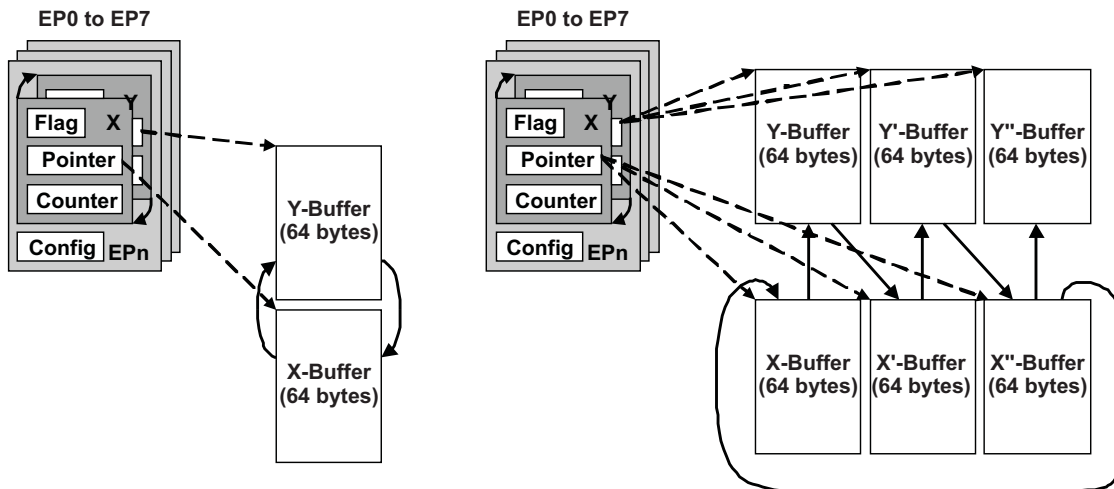 EP0 to EP7
Y
X
Flag
Pointer
Counter
Config
EPn
Y-Buffer
(64 bytes)
X-Buffer
(64 bytes)
EP0 to EP7
Y
X
Flag
Pointer
Counter
Config
EPn
Y-Buffer
(64 bytes)
Y'-Buffer
(64 bytes)
Y"-Buffer
(64 bytes)
X-Buffer
(64 bytes)
X'-Buffer
(64 bytes)
X"-Buffer
(64 bytes)